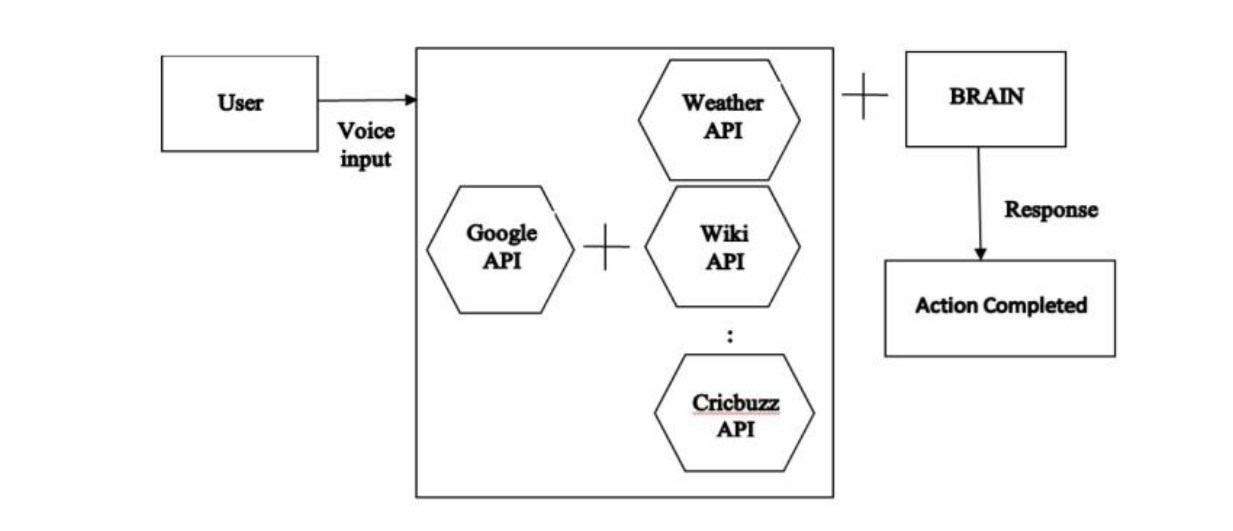 User
Voice
input
Weather
API
Google
API
Wiki
API
:
Cricbuzz
API
BRAIN
Response
Action Completed